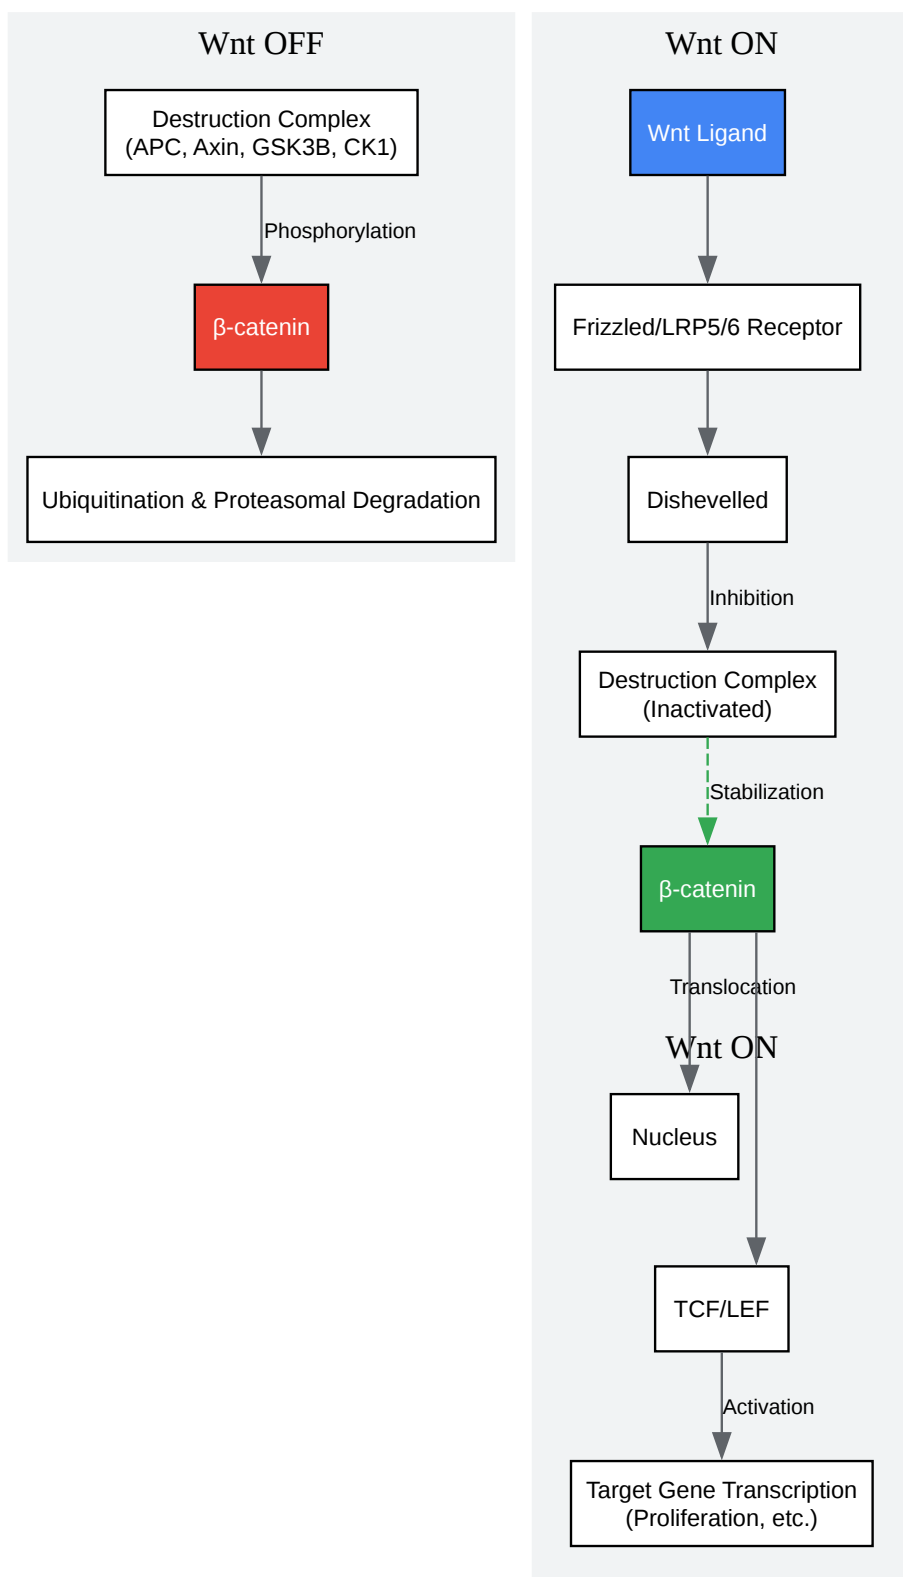 Wnt OFF
Destruction Complex
(APC, Axin, GSK3B, CK1)
Phosphorylation
β-catenin
Ubiquitination & Proteasomal Degradation
Wnt ON
Wnt Ligand
Frizzled/LRP5/6 Receptor
Dishevelled
Inhibition
Destruction Complex
(Inactivated)
Stabilization
β-catenin
Translocation
Wnt ON
Nucleus
TCF/LEF
Activation
Target Gene Transcription
(Proliferation, etc.)